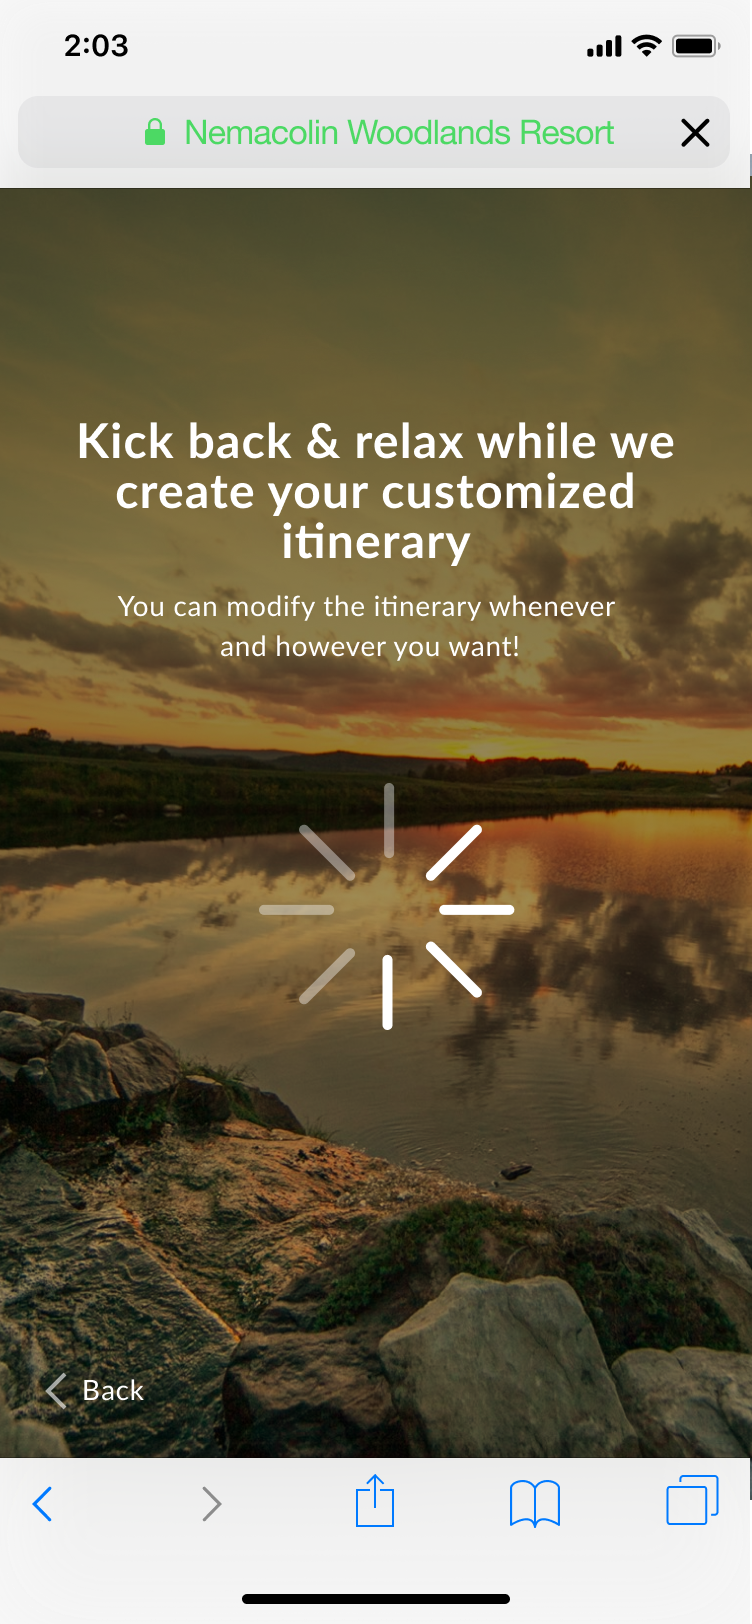 2:03
Nemacolin Woodlands Resort
Kick back & relax while we
create your customized
itinerary
You can modify the itinerary whenever
and however you want!
Back